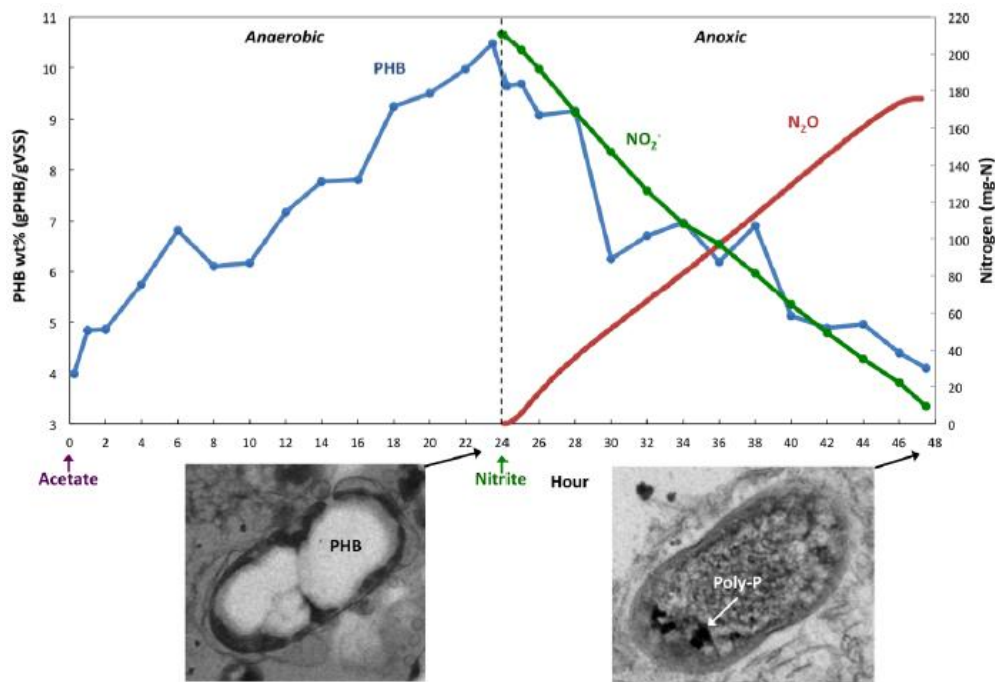 Anaerobic
Anoxic
PHB
NO₂⁻
N₂O
PHB wt% (gPHB/gVSS)
11
10
9
8
7
6
5
4
3
Nitrogen (mg-N)
220
200
180
160
140
120
100
80
60
40
20
0
0 2 4 6 8 10 12 14 16 18 20 22 24 26 28 30 32 34 36 38 40 42 44 46 48
Acetate
Nitrite
Hour
PHB
Poly-P